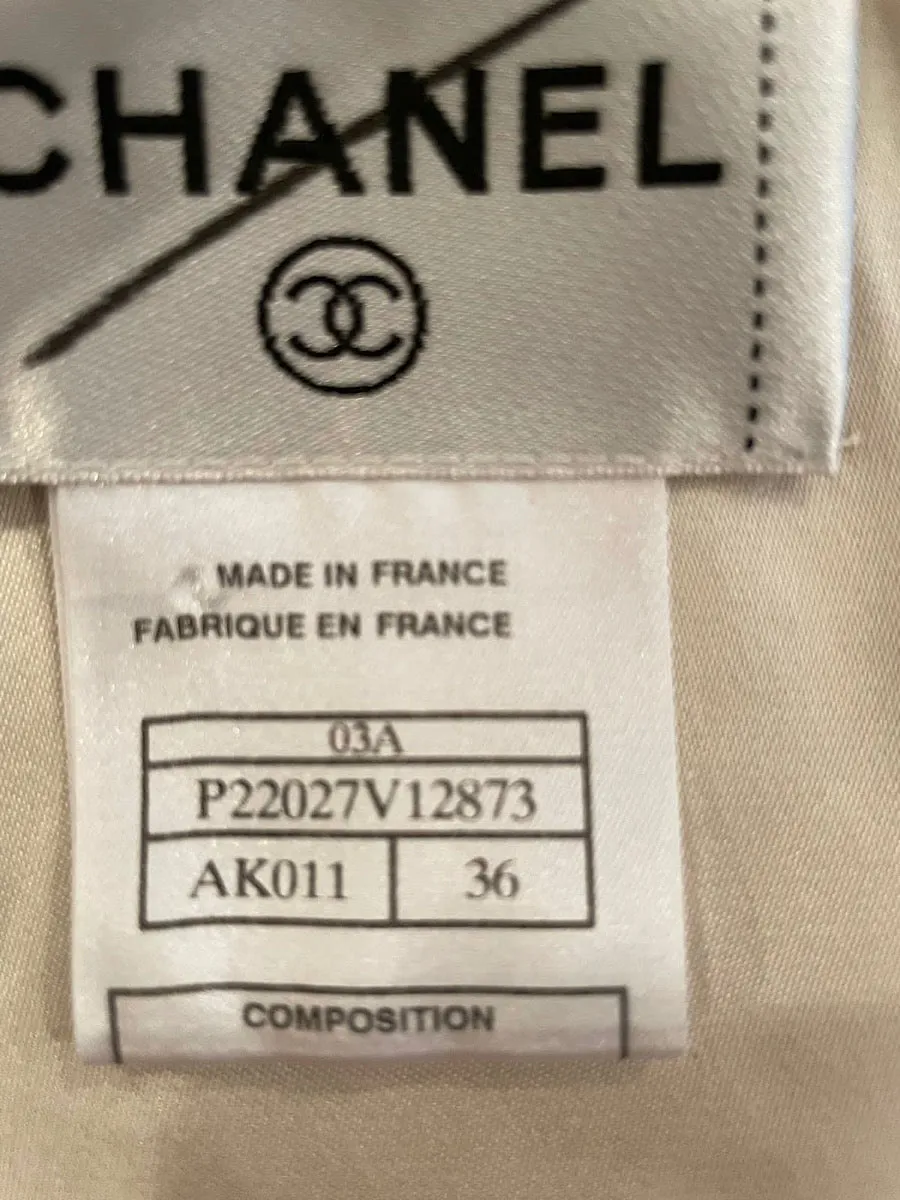 CHANEL
MADE IN FRANCE
FABRIQUE EN FRANCE
03A
P22027V12873
AK011 36
COMPOSITION